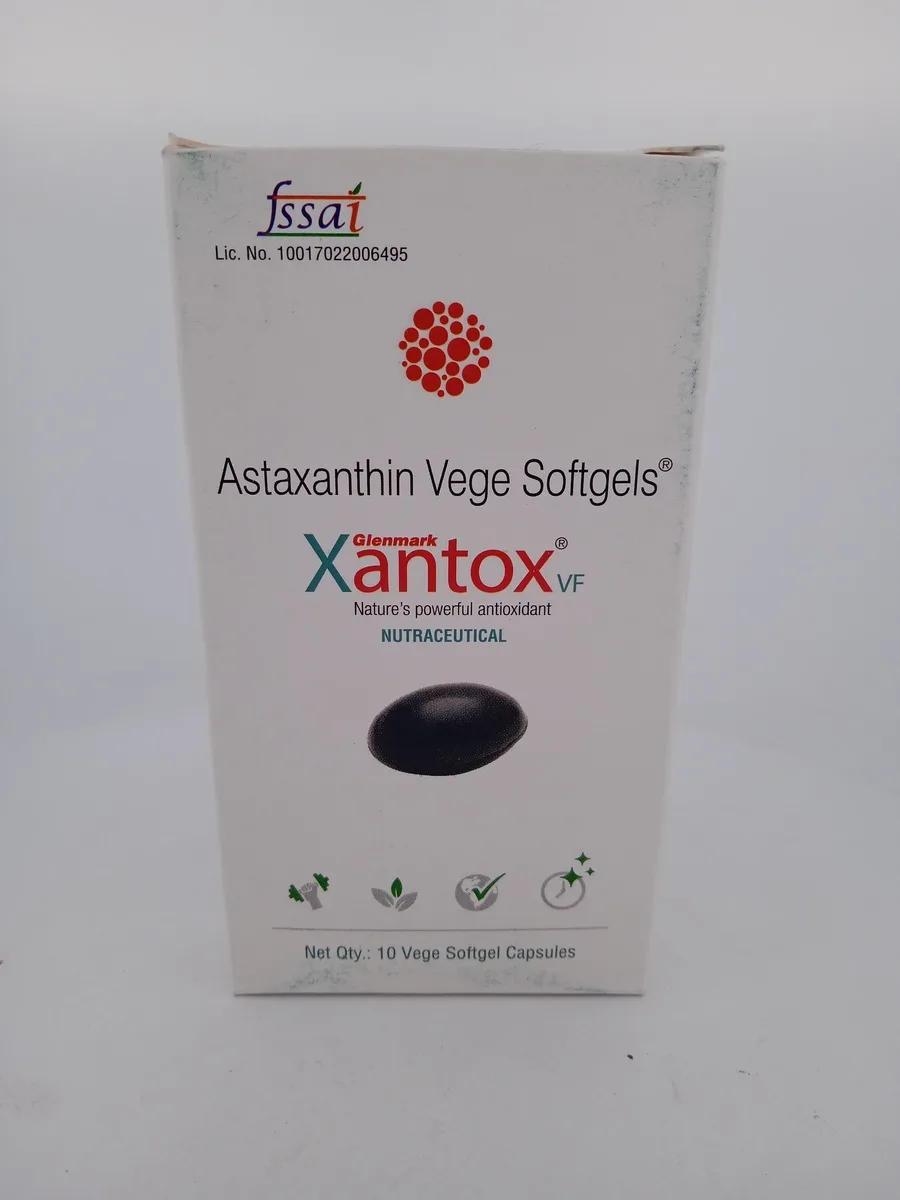 fssai
Lic. No. 10017022006495
Astaxanthin Vege Softgels®
Glenmark
Xantox® VF
Nature's powerful antioxidant
NUTRACEUTICAL
Net Qty.: 10 Vege Softgel Capsules